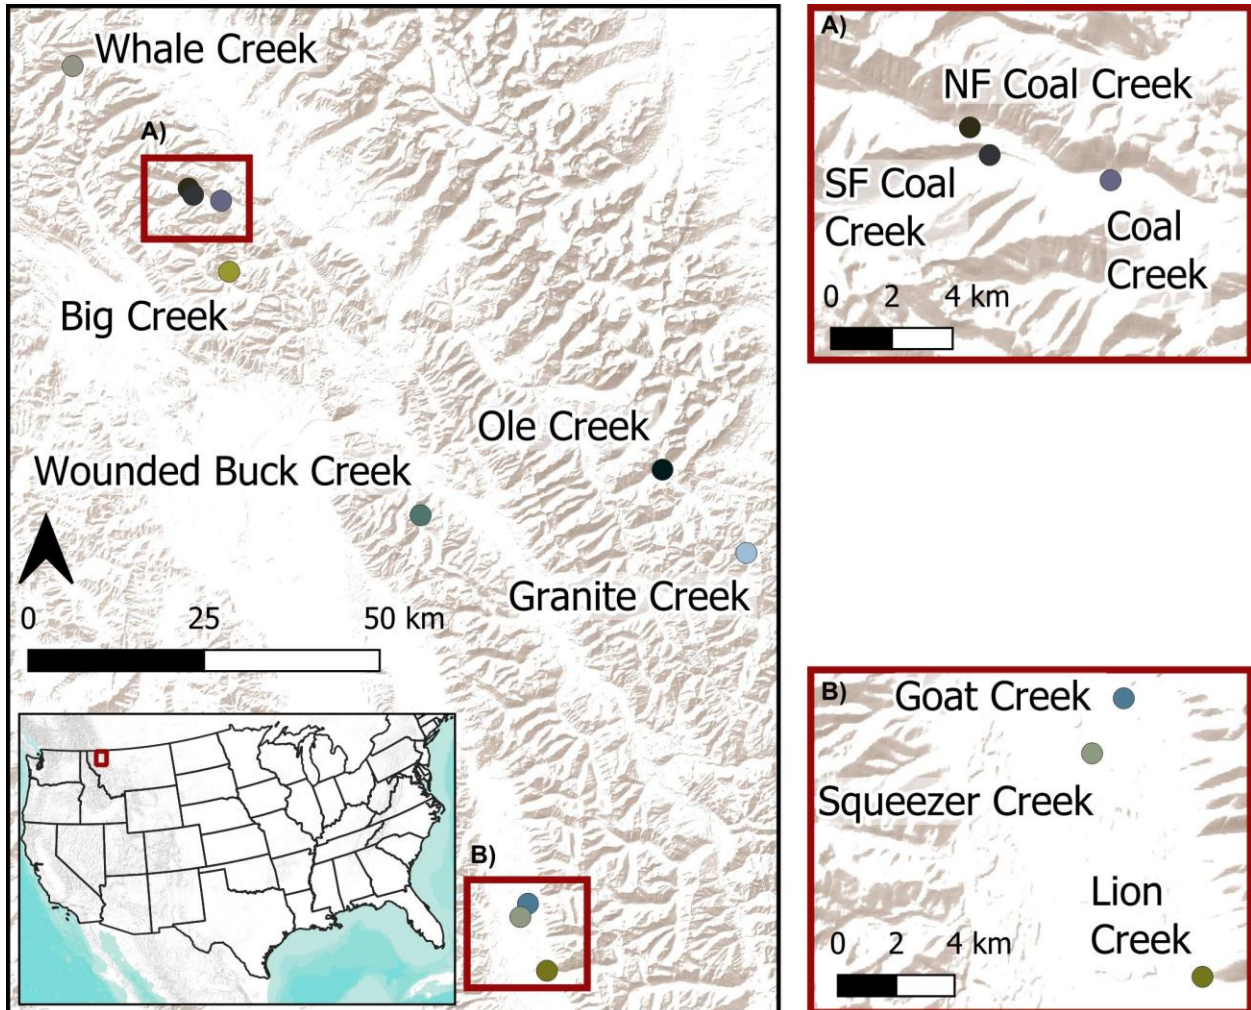 Whale Creek
A)
Big Creek
Ole Creek
Wounded Buck Creek
Granite Creek
0 25 50 km
B)
A)
NF Coal Creek
SF Coal
Creek
Coal
Creek
0 2 4 km
B)
Goat Creek
Squeezer Creek
Lion
Creek
0 2 4 km